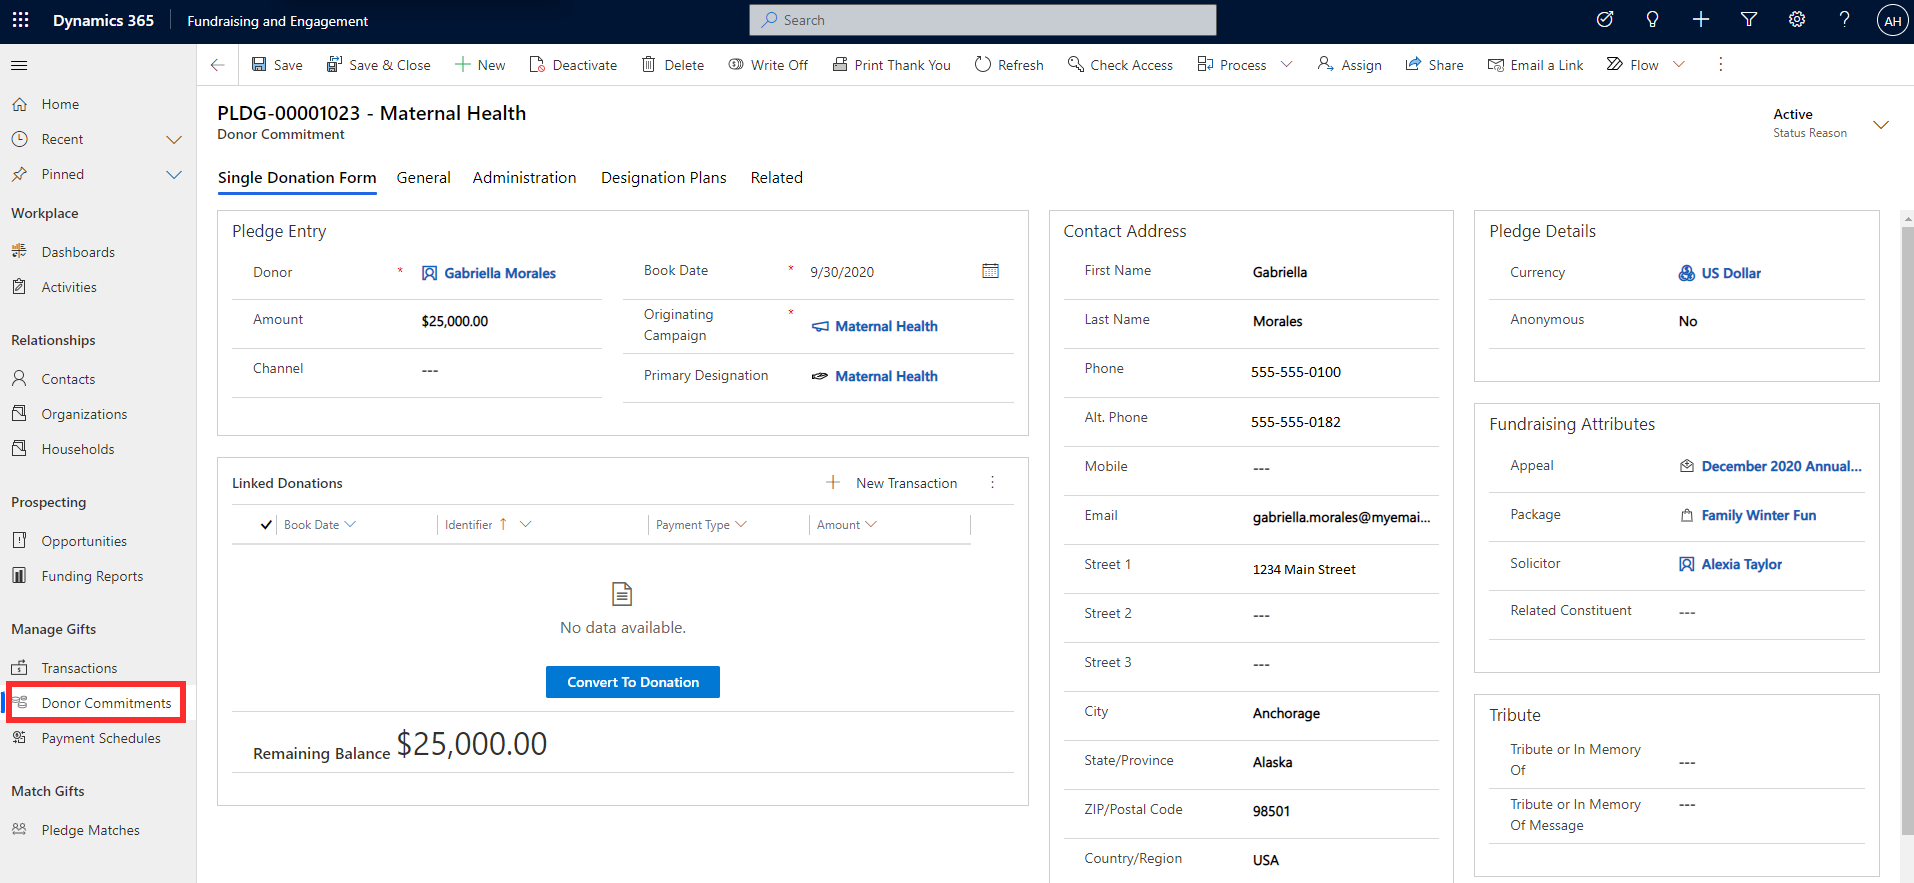 Dynamics 365
Fundraising and Engagement
Search
AH
Save
Save & Close
New
Deactivate
Delete
Write Off
Print Thank You
Refresh
Check Access
Process
Assign
Share
Email a Link
Flow
Home
Recent
Pinned
Workplace
Dashboards
Activities
Relationships
Contacts
Organizations
Households
Prospecting
Opportunities
Funding Reports
Manage Gifts
Transactions
Donor Commitments
Payment Schedules
Match Gifts
Pledge Matches
PLDG-00001023 - Maternal Health
Donor Commitment
Active
Status Reason
Single Donation Form
General
Administration
Designation Plans
Related
Pledge Entry
Donor * Gabriella Morales
Amount $25,000.00
Channel ---
Book Date * 9/30/2020
Originating
Campaign
* Maternal Health
Primary Designation Maternal Health
Linked Donations
New Transaction
Book Date
Identifier
Payment Type
Amount
No data available.
Convert To Donation
Remaining Balance $25,000.00
Contact Address
First Name Gabriella
Last Name Morales
Phone 555-555-0100
Alt. Phone 555-555-0182
Mobile ---
Email gabriella.morales@myemai...
Street 1 1234 Main Street
Street 2 ---
Street 3 ---
City Anchorage
State/Province Alaska
ZIP/Postal Code 98501
Country/Region USA
Pledge Details
Currency US Dollar
Anonymous No
Fundraising Attributes
Appeal December 2020 Annual...
Package Family Winter Fun
Solicitor Alexia Taylor
Related Constituent ---
Tribute
Tribute or In Memory
Of
---
Tribute or In Memory
Of Message
---